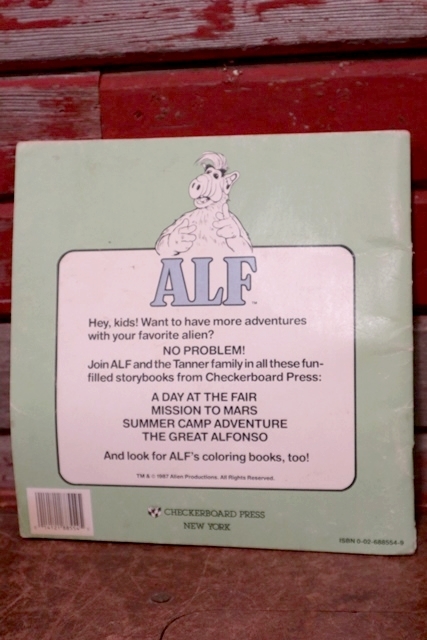 ALF™
Hey, kids! Want to have more adventures
with your favorite alien?
NO PROBLEM!
Join ALF and the Tanner family in all these fun-
filled storybooks from Checkerboard Press:
A DAY AT THE FAIR
MISSION TO MARS
SUMMER CAMP ADVENTURE
THE GREAT ALFONSO
And look for ALF's coloring books, too!
TM & © 1987 Alien Productions. All Rights Reserved.
CHECKERBOARD PRESS
NEW YORK
ISBN 0-02-688554-9